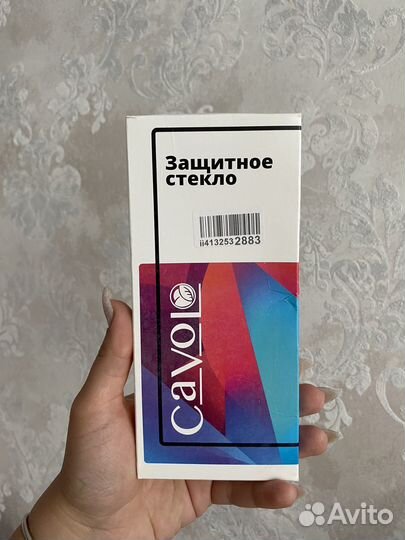 Защитное
стекло
ii4132532883
cavolo
Avito